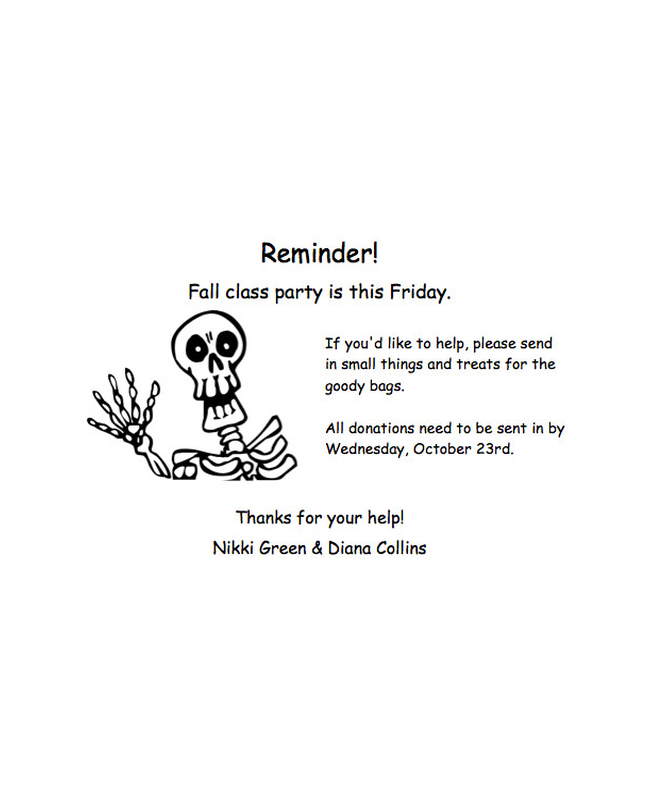 Reminder!
Fall class party is this Friday.
If you'd like to help, please send
in small things and treats for the
goody bags.
All donations need to be sent in by
Wednesday, October 23rd.
Thanks for your help!
Nikki Green & Diana Collins